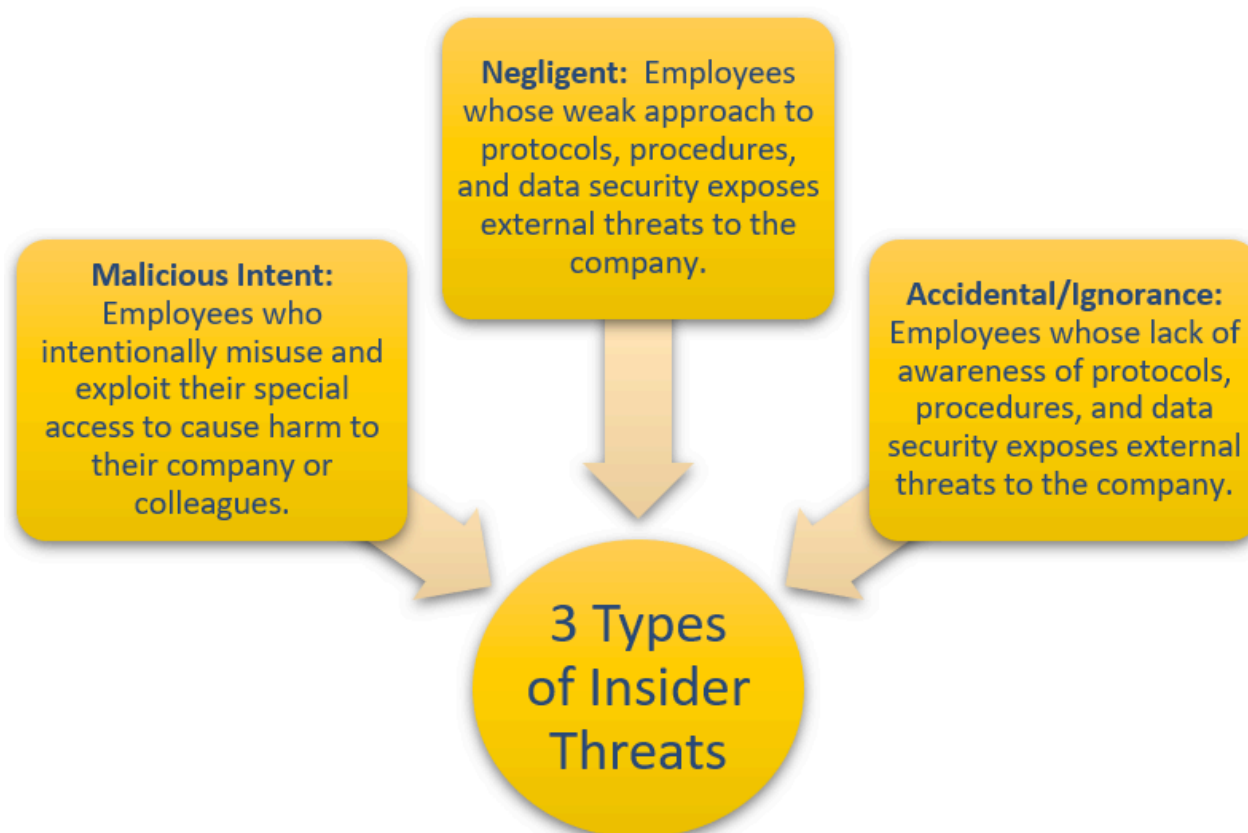 Negligent: Employees
whose weak approach to
protocols, procedures,
and data security exposes
external threats to the
company.
Malicious Intent:
Employees who
intentionally misuse and
exploit their special
access to cause harm to
their company or
colleagues.
Accidental/Ignorance:
Employees whose lack of
awareness of protocols,
procedures, and data
security exposes external
threats to the company.
3 Types
of Insider
Threats